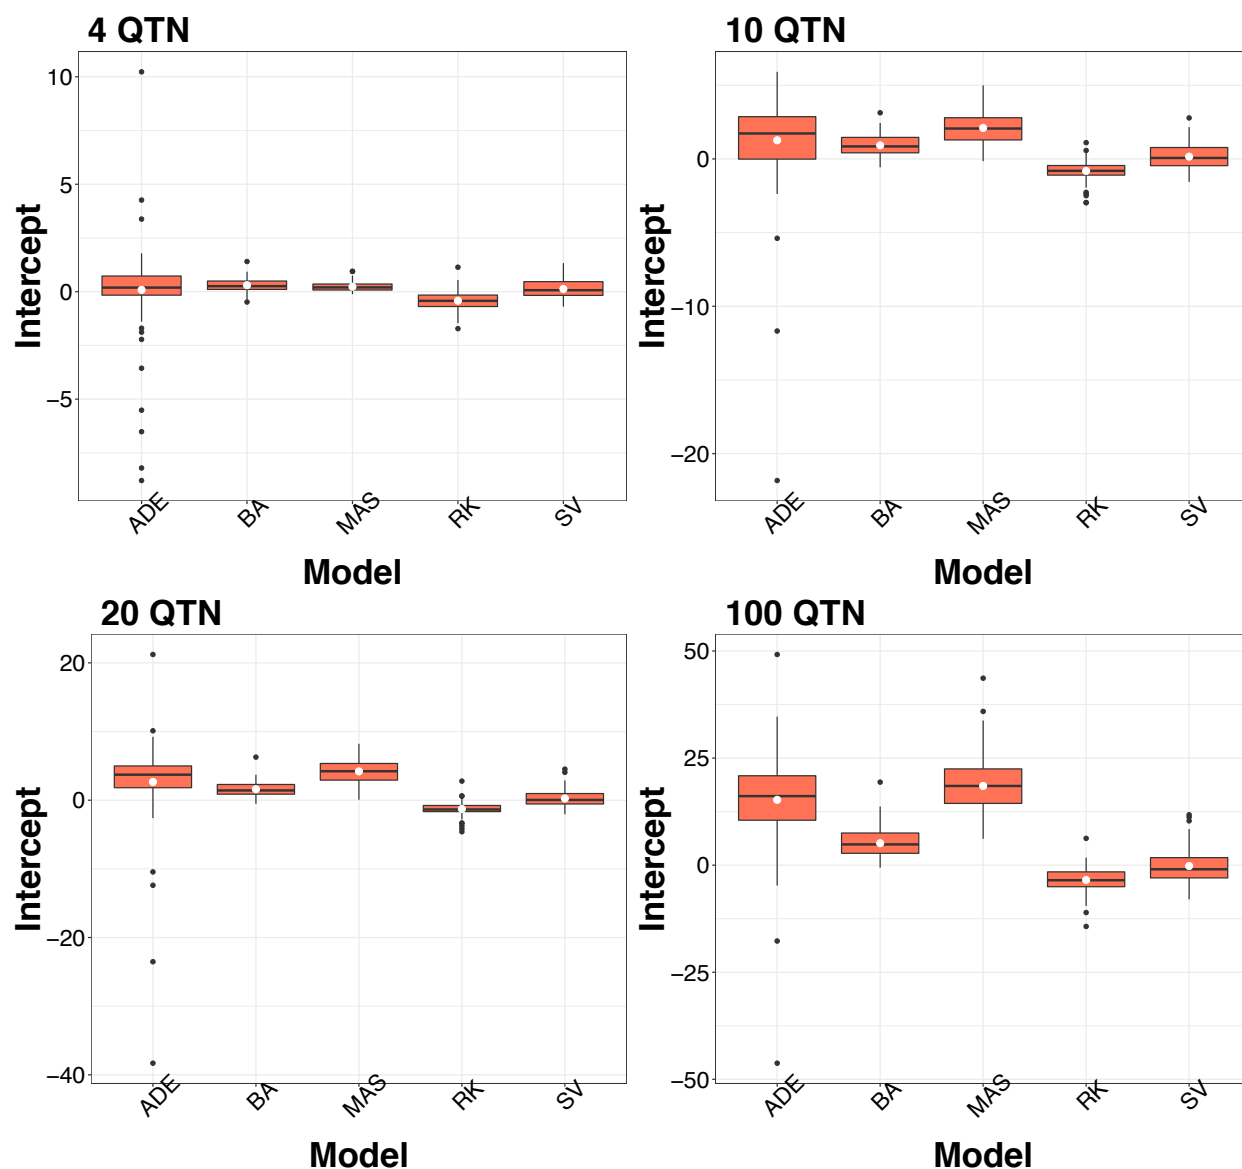 4 QTN
Intercept
10
5
0
−5
ADE
BA
MAS
RK
SV
Model
10 QTN
Intercept
0
−10
−20
ADE
BA
MAS
RK
SV
Model
20 QTN
Intercept
20
0
−20
−40
ADE
BA
MAS
RK
SV
Model
100 QTN
Intercept
50
25
0
−25
−50
ADE
BA
MAS
RK
SV
Model